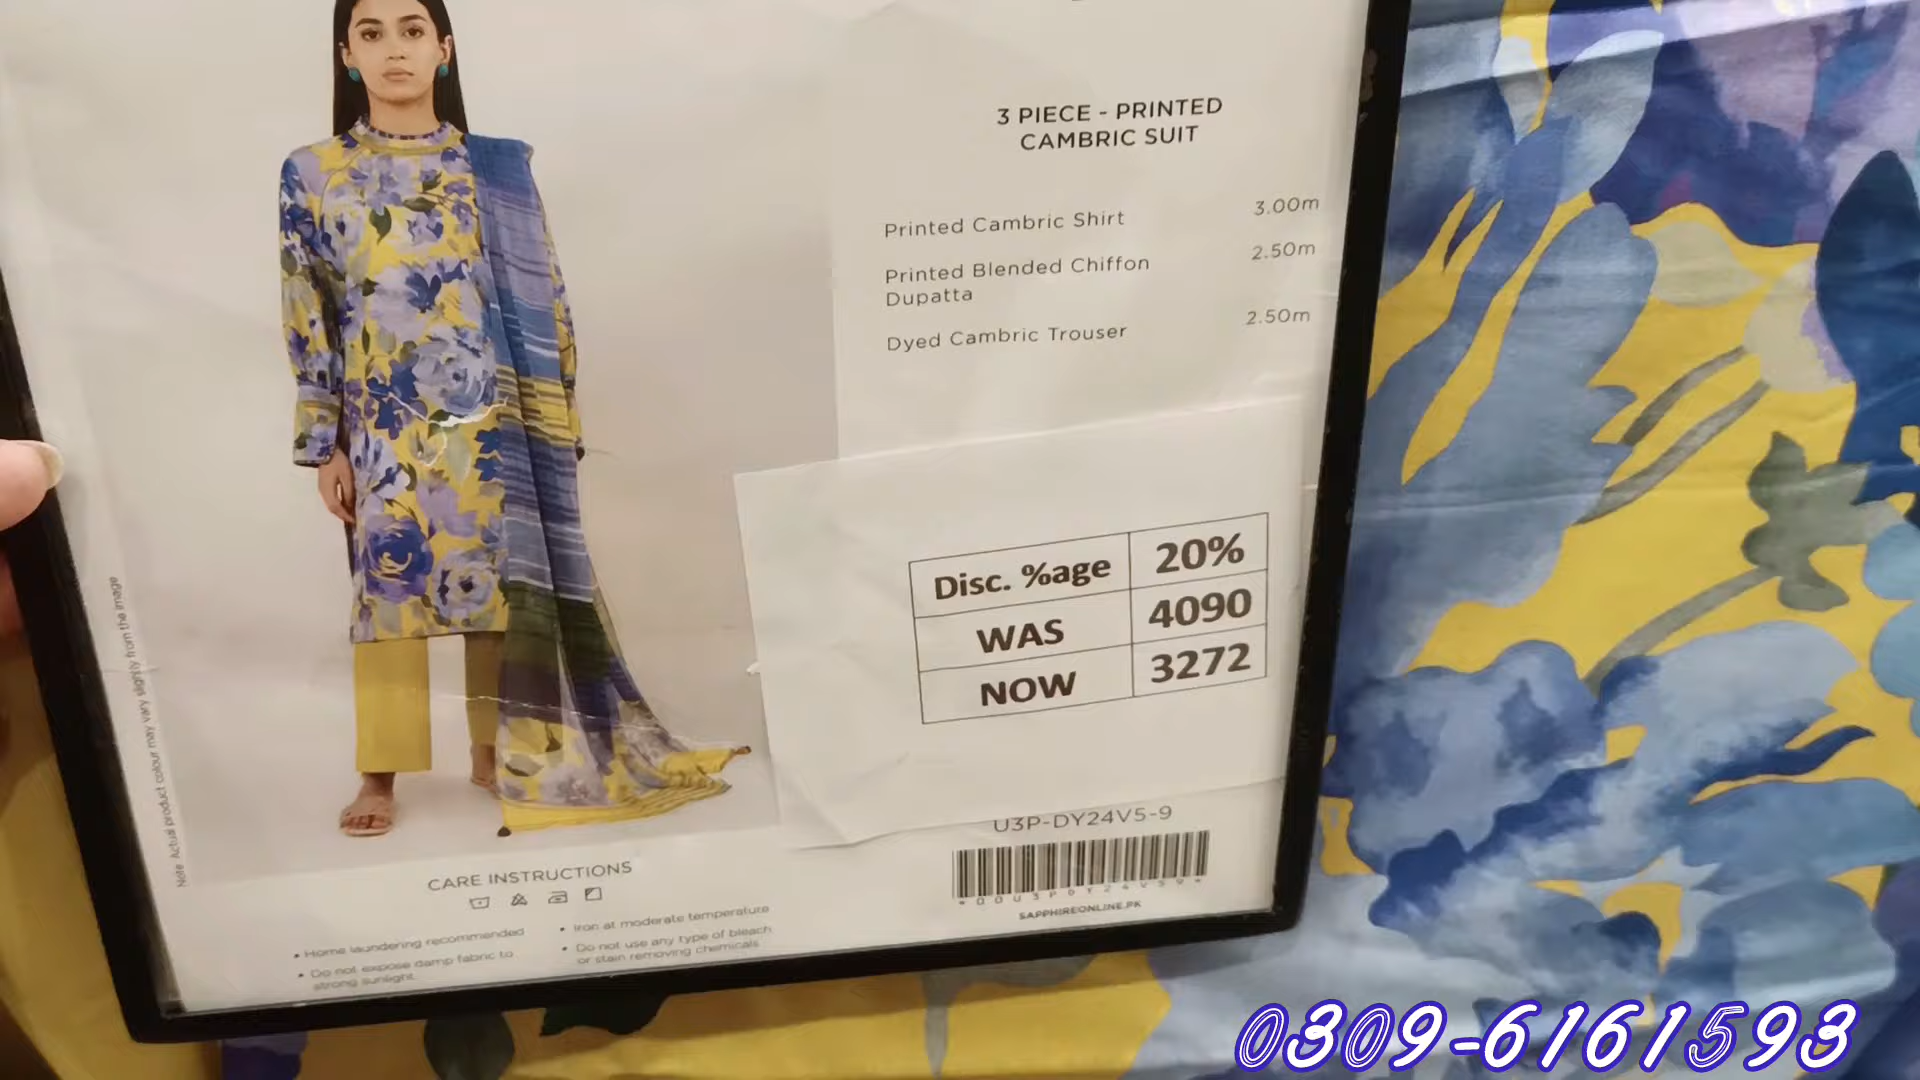 3 PIECE - PRINTED
CAMBRIC SUIT
Printed Cambric Shirt 3.00m
Printed Blended Chiffon 2.50m
Dupatta
Dyed Cambric Trouser 2.50m
Disc. %age 20%
WAS 4090
NOW 3272
U3P-DY24V5-9
*00U3PDY24V59*
SAPPHIREONLINE.PK
Note: Actual product colour may vary slightly from the image
CARE INSTRUCTIONS
• Home laundering recommended
• Do not expose damp fabric to
strong sunlight
• Iron at moderate temperature
• Do not use any type of bleach
or stain removing chemicals
0309-6161593